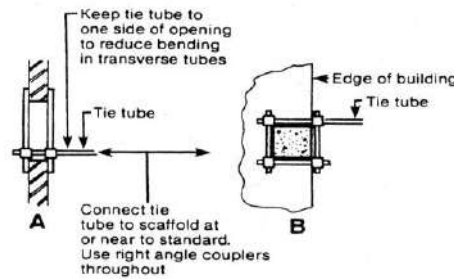 Keep tie tube to
one side of opening
to reduce bending
in transverse tubes
Tie tube
A
Edge of building
Tie tube
B
Connect tie
tube to scaffold at
or near to standard.
Use right angle couplers
throughout